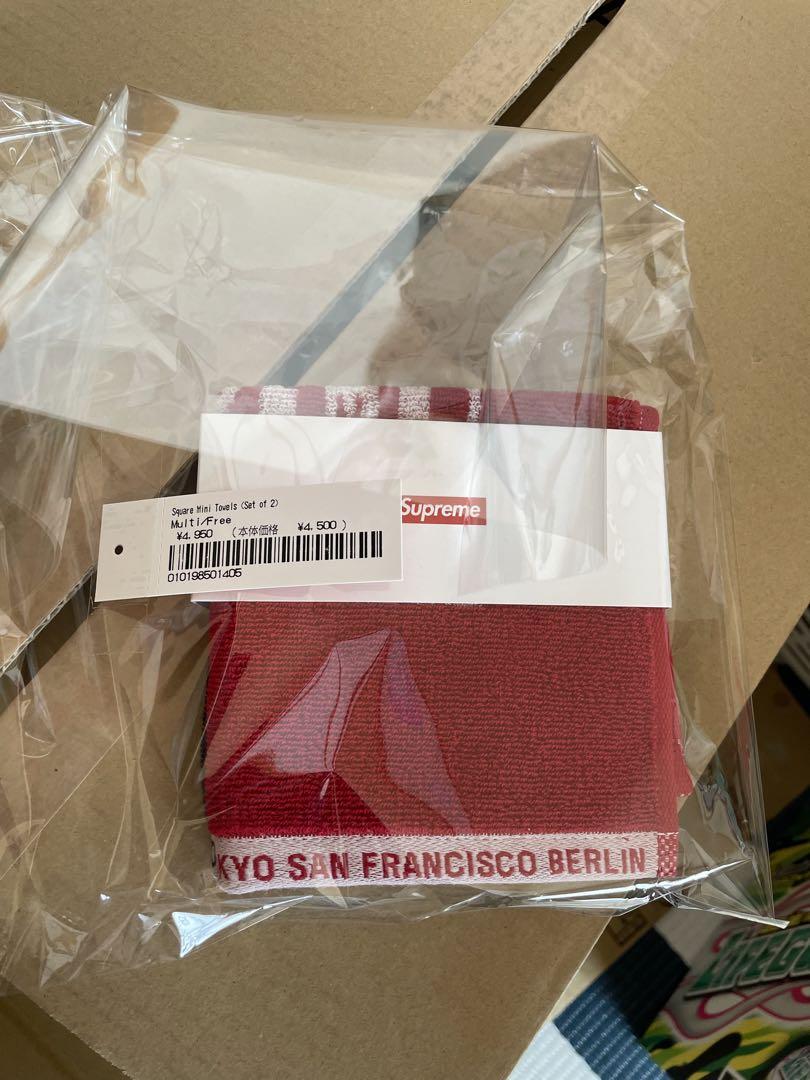 Supreme
Square Mini Towels (Set of 2)
Multi/Free
¥4,950 (本体価格 ¥4,500 )
010198501405
KYO SAN FRANCISCO BERLIN